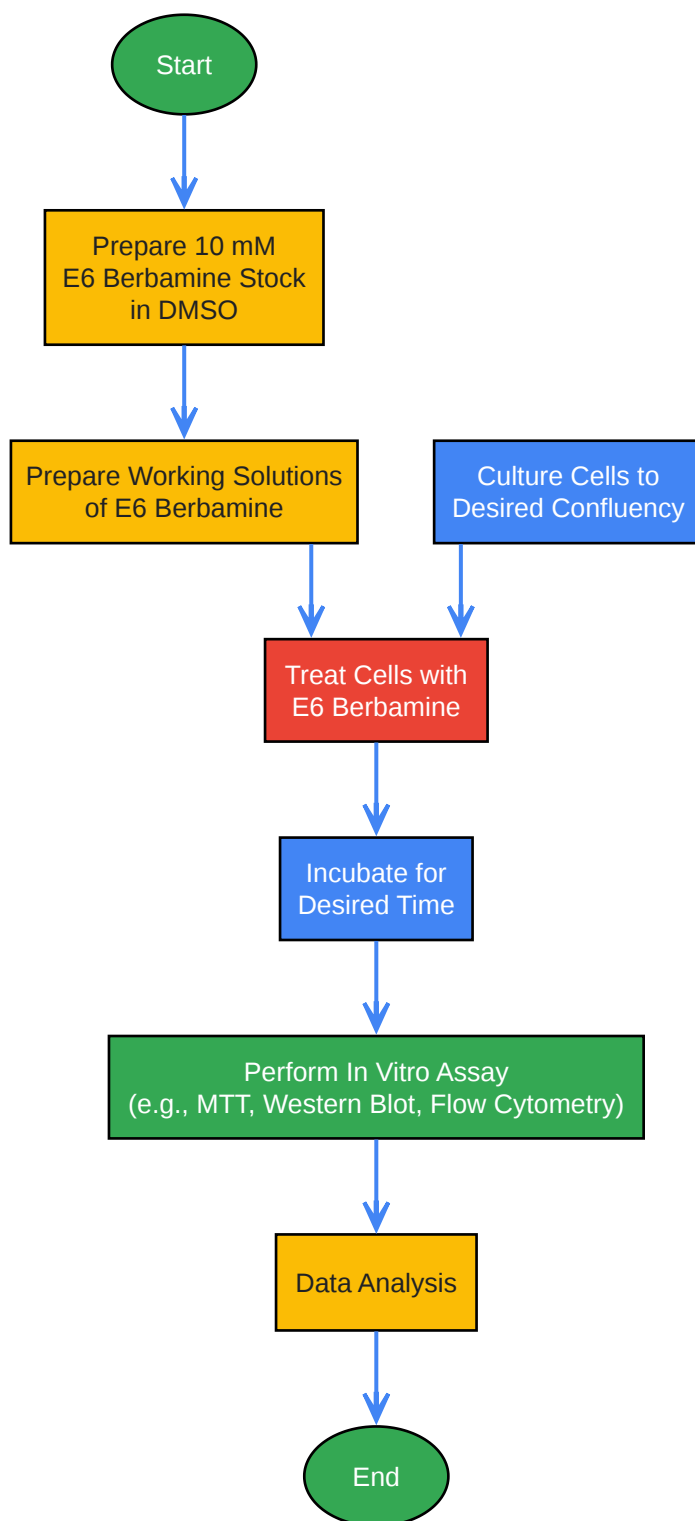 Start
Prepare 10 mM
E6 Berbamine Stock
in DMSO
Prepare Working Solutions
of E6 Berbamine
Culture Cells to
Desired Confluency
Treat Cells with
E6 Berbamine
Incubate for
Desired Time
Perform In Vitro Assay
(e.g., MTT, Western Blot, Flow Cytometry)
Data Analysis
End